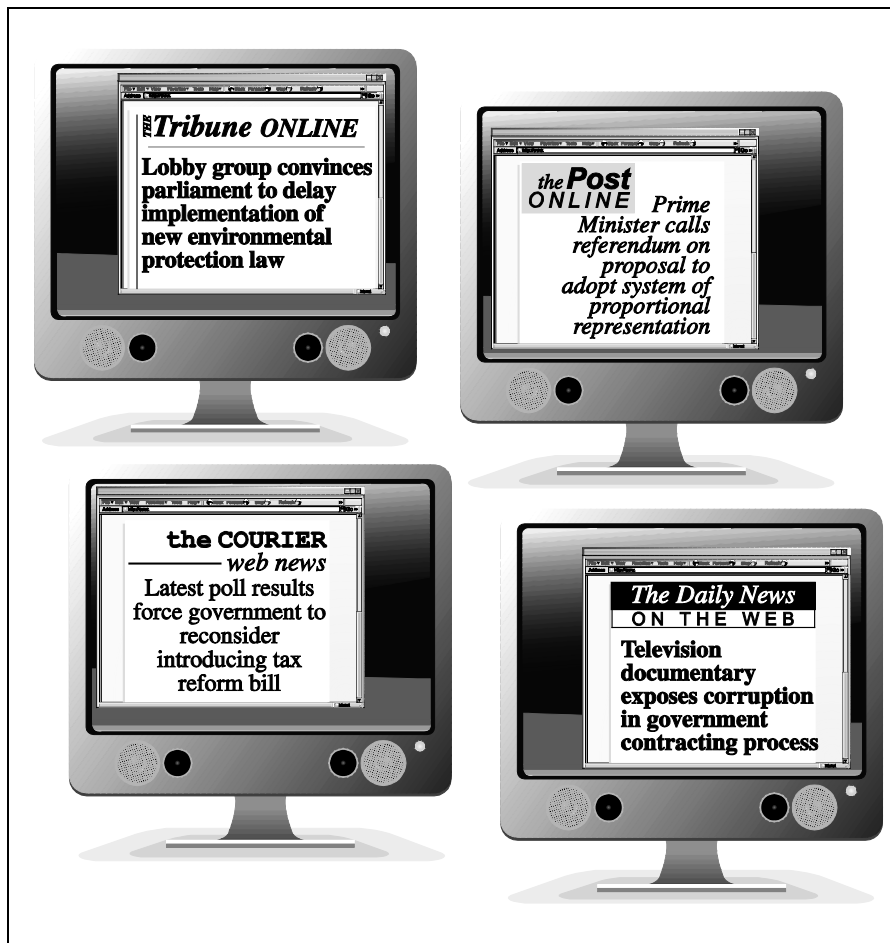 THE Tribune ONLINE
Lobby group convinces
parliament to delay
implementation of
new environmental
protection law
the Post
ONLINE
Prime
Minister calls
referendum on
proposal to
adopt system of
proportional
representation
the COURIER
web news
Latest poll results
force government to
reconsider
introducing tax
reform bill
The Daily News
ON THE WEB
Television
documentary
exposes corruption
in government
contracting process